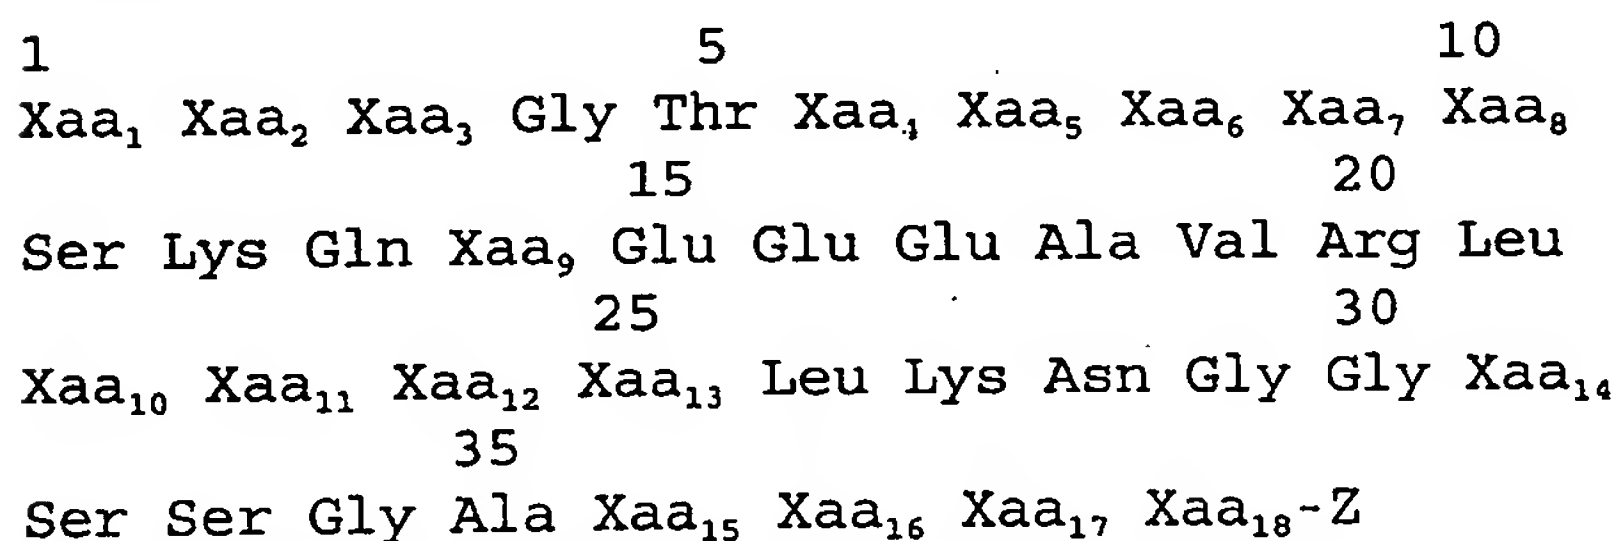 1 5 10
Xaa₁ Xaa₂ Xaa₃ Gly Thr Xaa₄ Xaa₅ Xaa₆ Xaa₇ Xaa₈
15 20
Ser Lys Gln Xaa₉ Glu Glu Glu Ala Val Arg Leu
25 30
Xaa₁₀ Xaa₁₁ Xaa₁₂ Xaa₁₃ Leu Lys Asn Gly Gly Xaa₁₄
35
Ser Ser Gly Ala Xaa₁₅ Xaa₁₆ Xaa₁₇ Xaa₁₈-Z